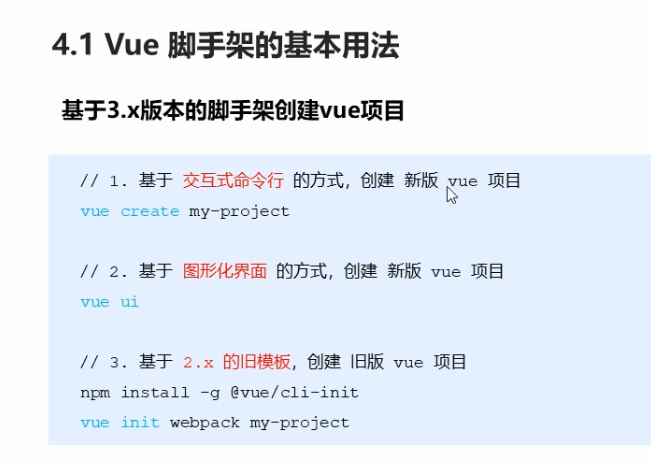 4.1 Vue 脚手架的基本用法
基于3.x版本的脚手架创建vue项目
// 1. 基于 交互式命令行 的方式，创建 新版 vue 项目
vue create my-project
// 2. 基于 图形化界面 的方式，创建 新版 vue 项目
vue ui
// 3. 基于 2.x 的旧模板，创建 旧版 vue 项目
npm install -g @vue/cli-init
vue init webpack my-project